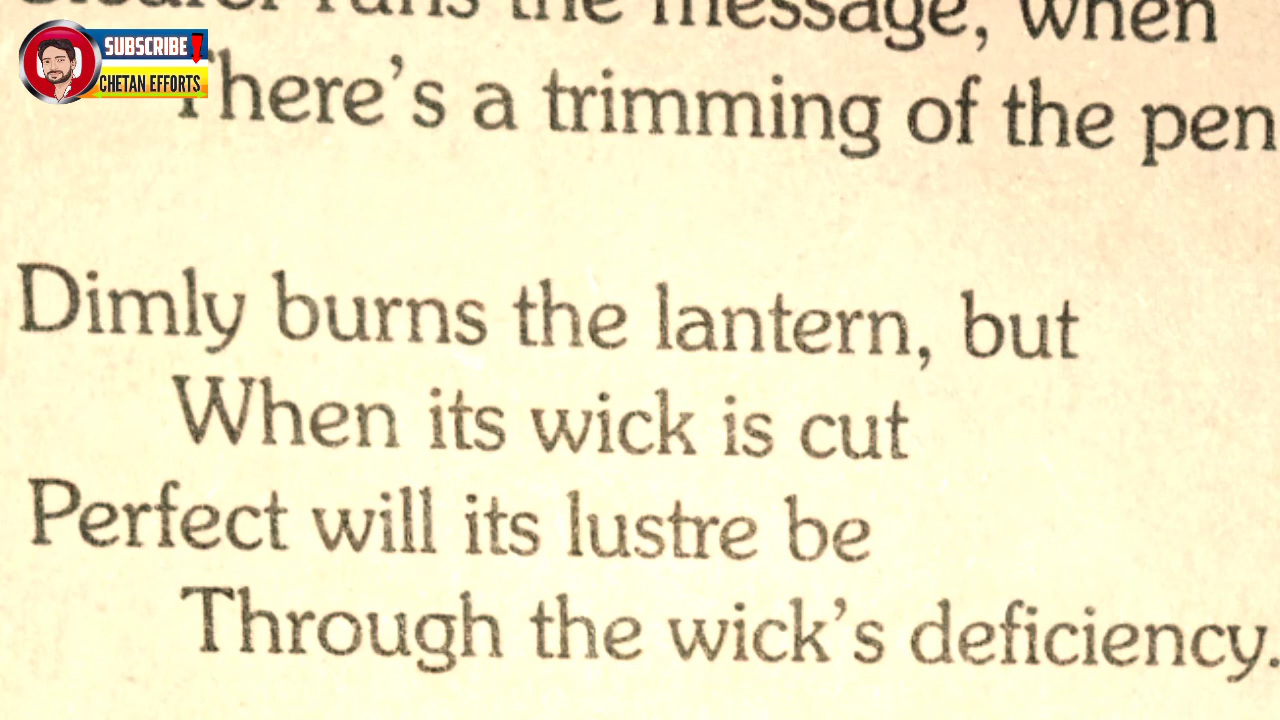 Clearer runs the message, when
SUBSCRIBE!
CHETAN EFFORTS
There's a trimming of the pen
Dimly burns the lantern, but
When its wick is cut
Perfect will its lustre be
Through the wick's deficiency.